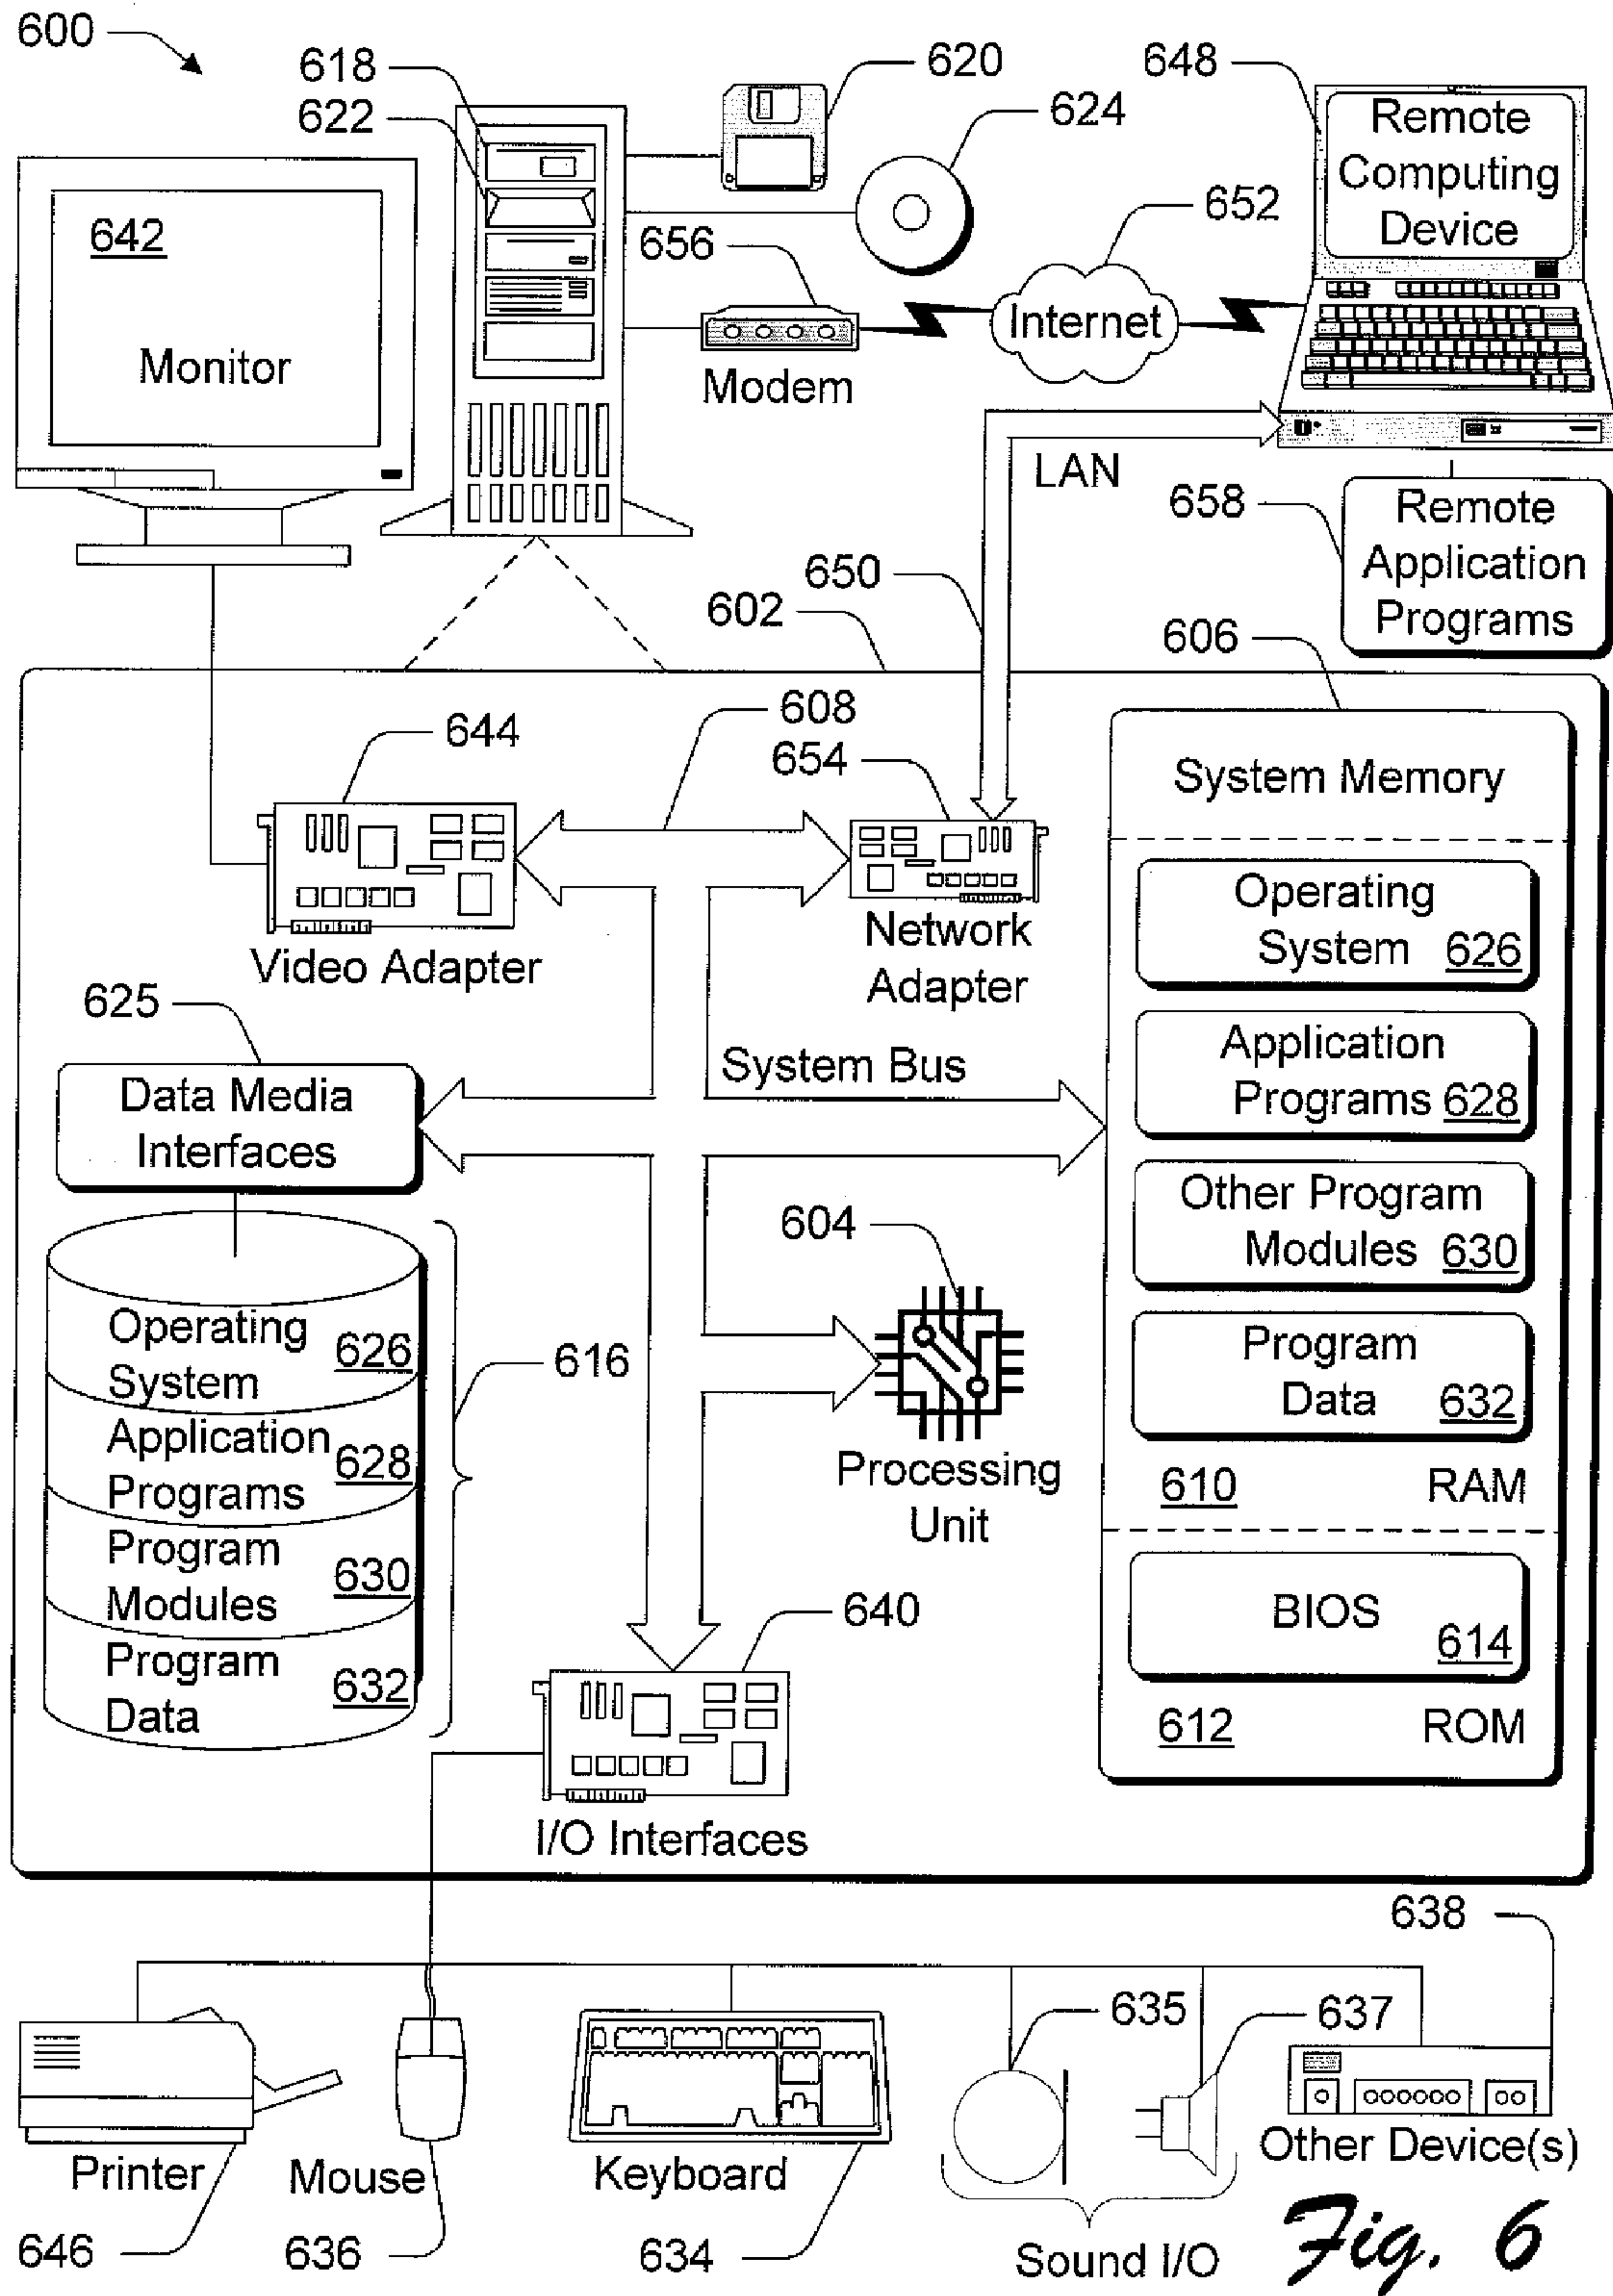 600
618
622
620
624
648
Remote
Computing
Device
642
Monitor
656
652
Internet
Modem
LAN
658
Remote
Application
Programs
650
602
606
608
644
654
System Memory
Operating
System 626
Video Adapter
Network
Adapter
625
System Bus
Application
Programs 628
Data Media
Interfaces
Other Program
Modules 630
604
Operating
System 626
616
Program
Data 632
Application
Programs 628
Processing
Unit
610 RAM
Program
Modules 630
640
BIOS
614
Program
Data 632
612 ROM
I/O Interfaces
638
635
637
Printer
Mouse
Keyboard
Other Device(s)
646
636
634
Sound I/O
Fig. 6